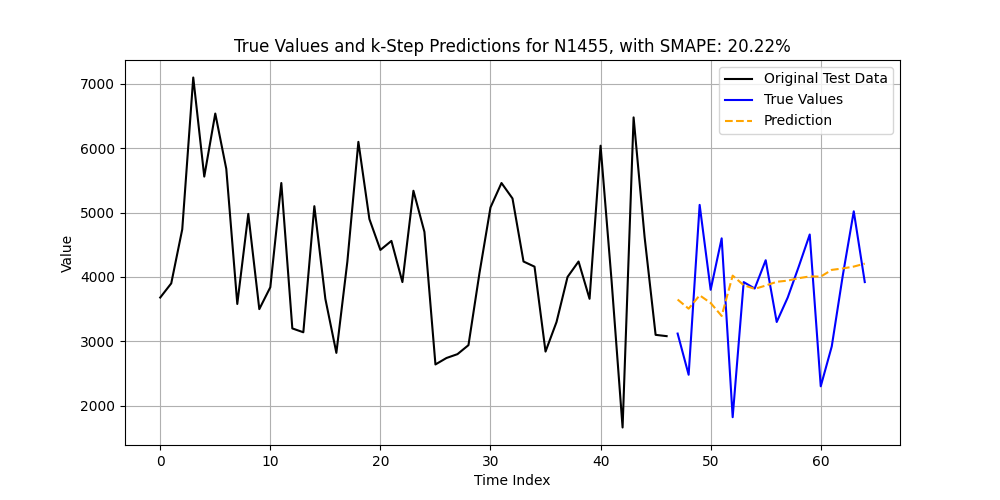 True Values and k-Step Predictions for N1455, with SMAPE: 20.22%
Original Test Data
True Values
Prediction
7000
6000
5000
4000
3000
2000
Value
0 10 20 30 40 50 60
Time Index